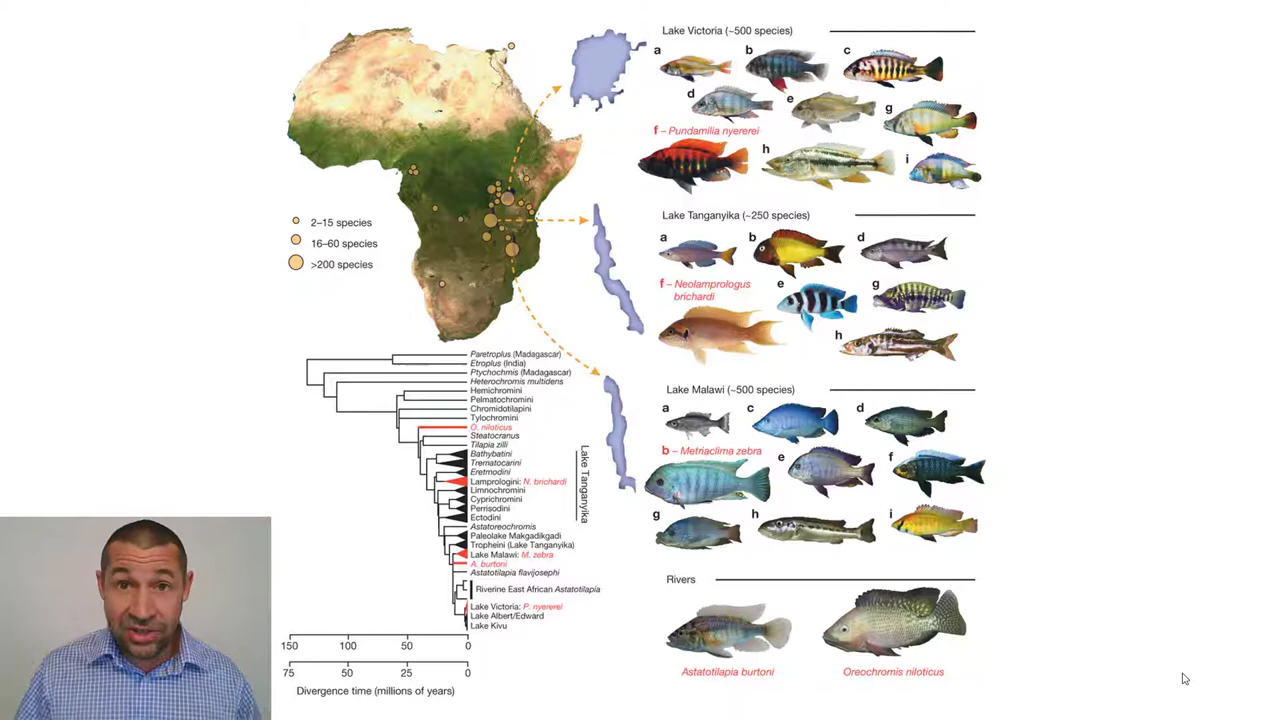 Lake Victoria (~500 species)
a
b
c
d
e
g
f – Pundamilia nyererei
h
i
2–15 species
16–60 species
>200 species
Lake Tanganyika (~250 species)
a
b
d
f – Neolamprologus
brichardi
e
g
h
Lake Malawi (~500 species)
a
c
d
b – Metriaclima zebra
e
f
g
h
i
Rivers
Astatotilapia burtoni
Oreochromis niloticus
Paretroplus (Madagascar)
Etroplus (India)
Ptychochmis (Madagascar)
Heterochromis multidens
Hemichromini
Pelmatochromini
Chromidotilapini
Tylochromini
O. niloticus
Steatocranus
Tilapia zilli
Bathybatini
Trematocarini
Eretmodini
Lamprologini: N. brichardi
Limnochromini
Cyprichromini
Perrisodini
Ectodini
Lake Tanganyika
Astatoreochromis
Paleolake Makgadikgadi
Tropheini (Lake Tanganyika)
Lake Malawi: M. zebra
A. burtoni
Astatotilapia flavijosephi
Riverine East African Astatotilapia
Lake Victoria: P. nyererei
Lake Albert/Edward
Lake Kivu
150 100 50 0
75 50 25 0
Divergence time (millions of years)